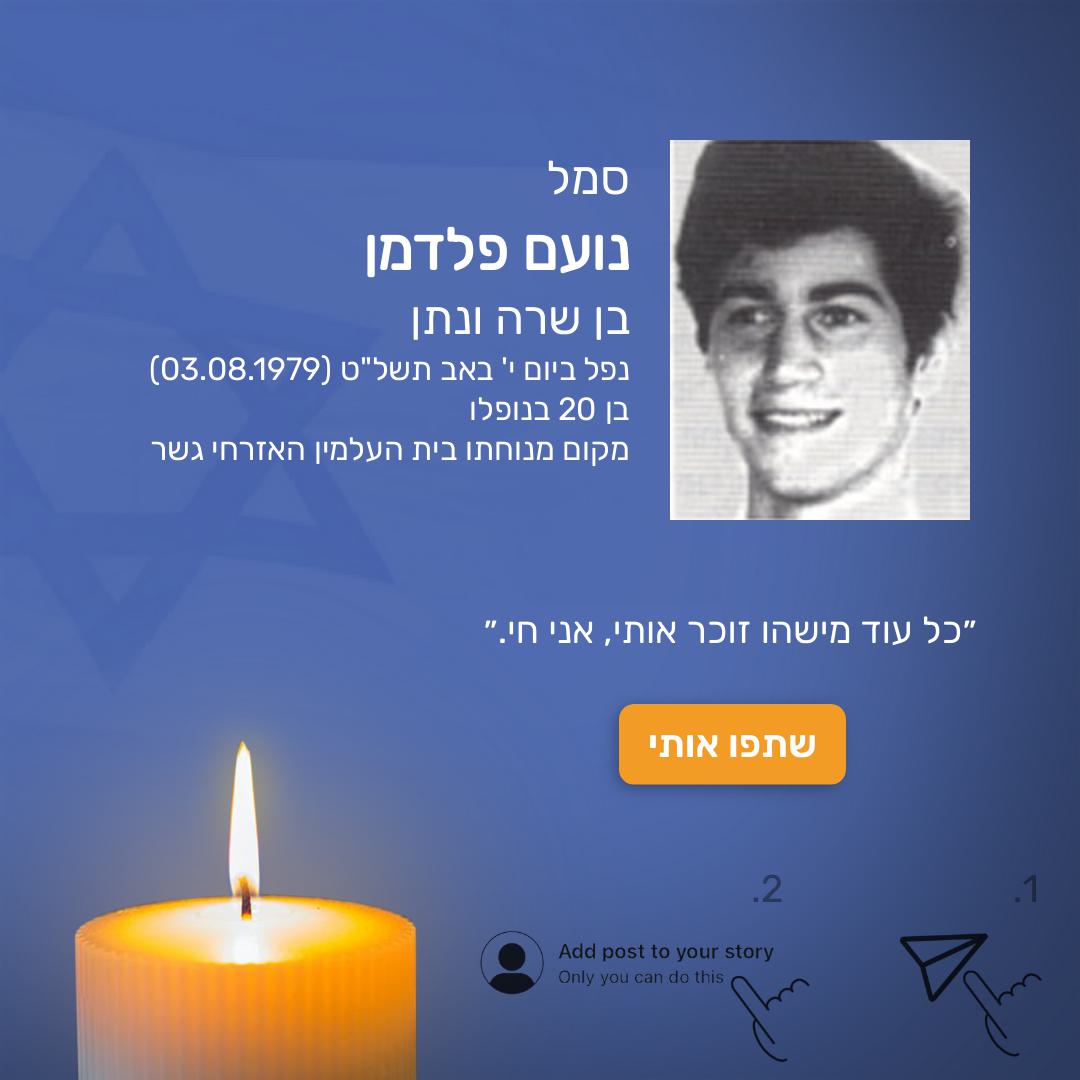 סמל
נועם פלדמן
בן שרה ונתן
נפל ביום י' באב תשל"ט (03.08.1979)
בן 20 בנופלו
מקום מנוחתו בית העלמין האזרחי גשר
״כל עוד מישהו זוכר אותי, אני חי.״
שתפו אותי
.1
.2
Add post to your story
Only you can do this